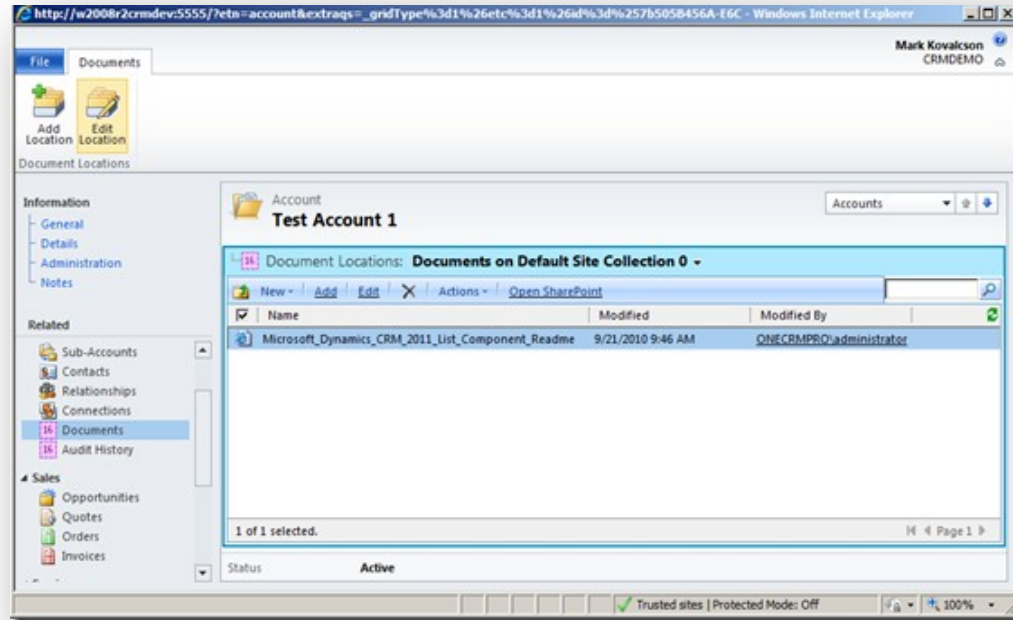 http://w2008r2crmdev:5555/?etn=account&extraqs=_gridType%3d1%26etc%3d1%26id%3d%257b505B456A-E6C - Windows Internet Explorer
Mark Kovalcson
CRMDEMO
File Documents
Add Location
Edit Location
Document Locations
Information
General
Details
Administration
Notes
Related
Sub-Accounts
Contacts
Relationships
Connections
16 Documents
16 Audit History
Sales
Opportunities
Quotes
Orders
Invoices
Account
Test Account 1
Accounts
16 Document Locations: Documents on Default Site Collection 0
New Add Edit Actions Open SharePoint
Name Modified Modified By
Microsoft_Dynamics_CRM_2011_List_Component_Readme 9/21/2010 9:46 AM ONECRMPRO\administrator
1 of 1 selected. Page 1
Status Active
Trusted sites | Protected Mode: Off 100%